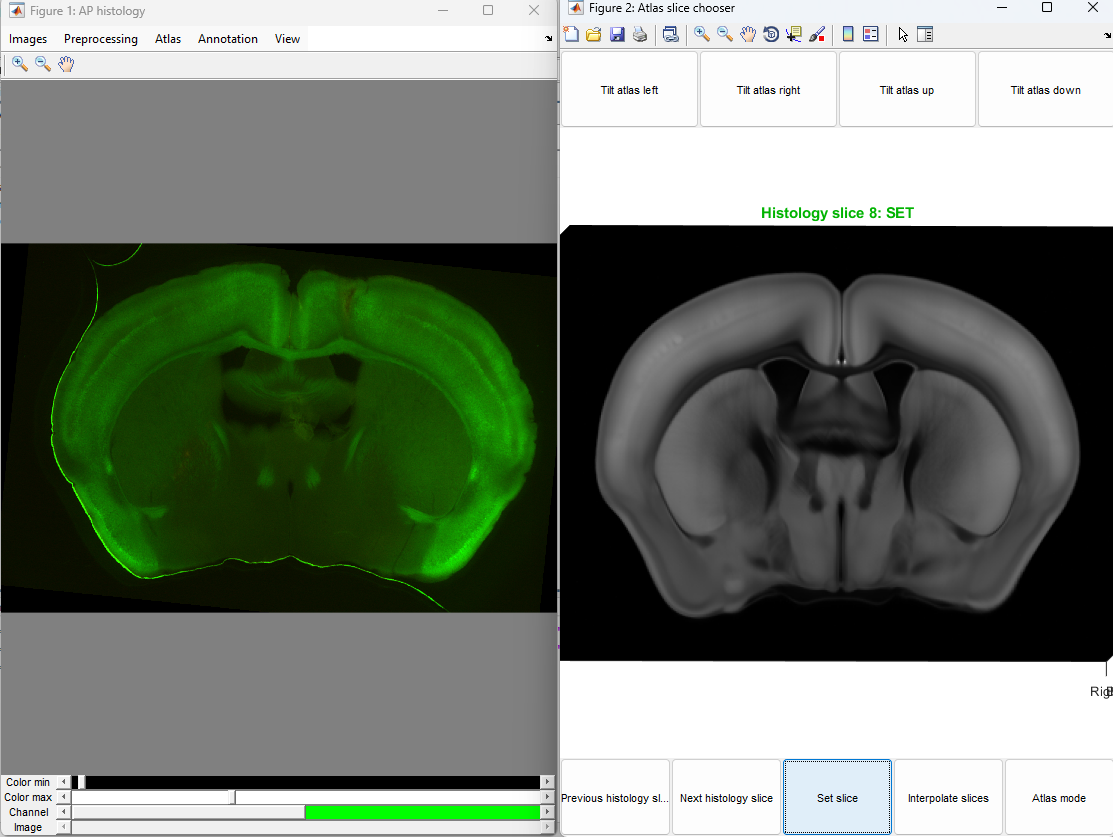 Figure 1: AP histology
Images Preprocessing Atlas Annotation View
Color min
Color max
Channel
Image
Figure 2: Atlas slice chooser
Tilt atlas left Tilt atlas right Tilt atlas up Tilt atlas down
Histology slice 8: SET
Previous histology sl... Next histology slice Set slice Interpolate slices Atlas mode